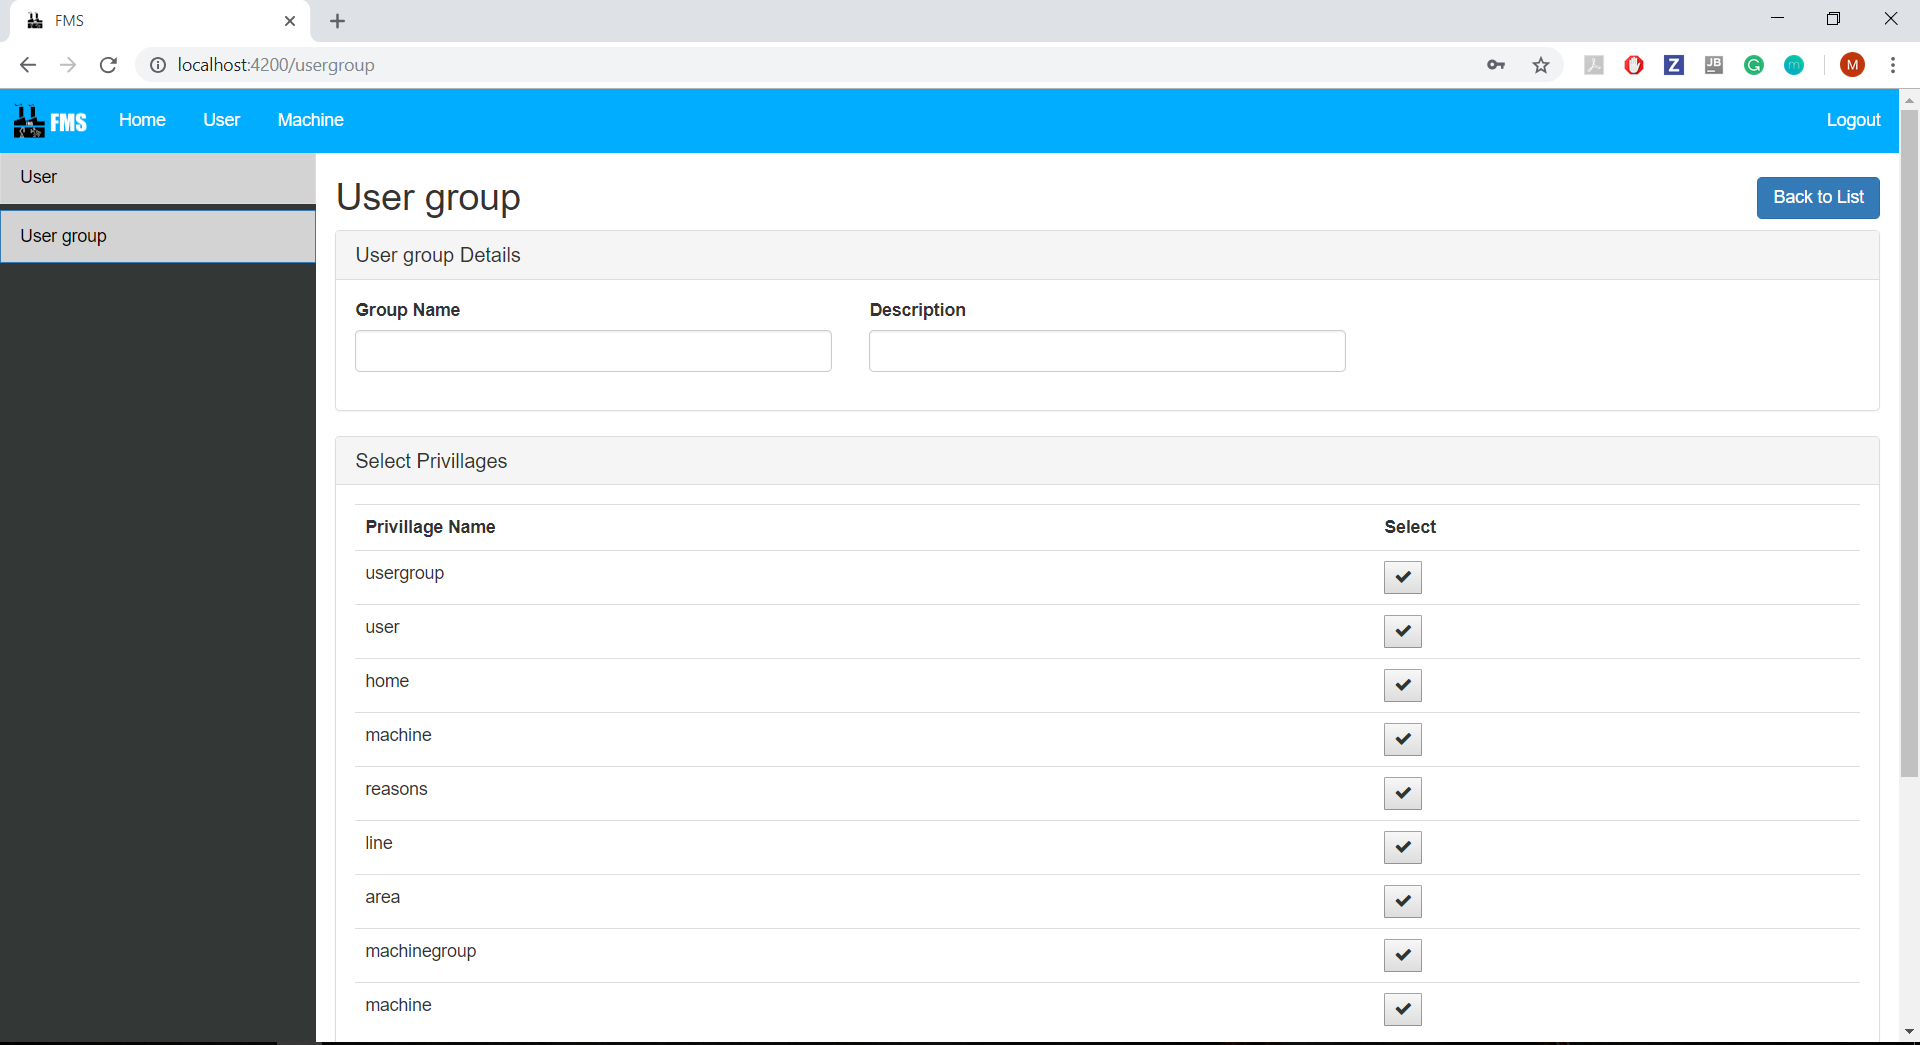 FMS
localhost:4200/usergroup
Z
JB
G
m
M
FMS Home User Machine Logout
User
User group
User group
Back to List
User group Details
Group Name Description
Select Privillages
Privillage Name Select
usergroup
user
home
machine
reasons
line
area
machinegroup
machine